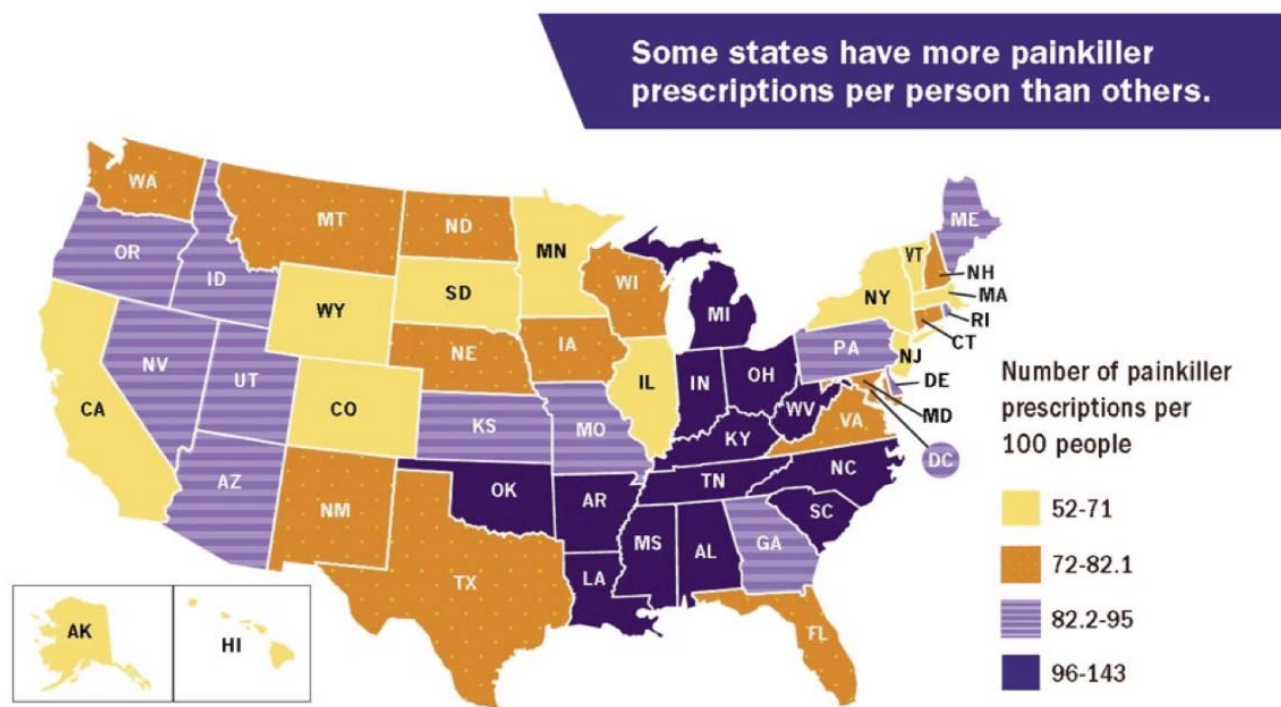 Some states have more painkiller
prescriptions per person than others.
WA
MT
ND
MN
ME
OR
ID
WY
SD
WI
MI
VT
NH
NY
MA
RI
CT
NV
UT
CO
NE
IA
IL
IN
OH
PA
NJ
DE
MD
CA
AZ
NM
KS
MO
KY
WV
VA
DC
OK
AR
TN
NC
TX
LA
MS
AL
GA
SC
FL
AK
HI
Number of painkiller
prescriptions per
100 people
52-71
72-82.1
82.2-95
96-143